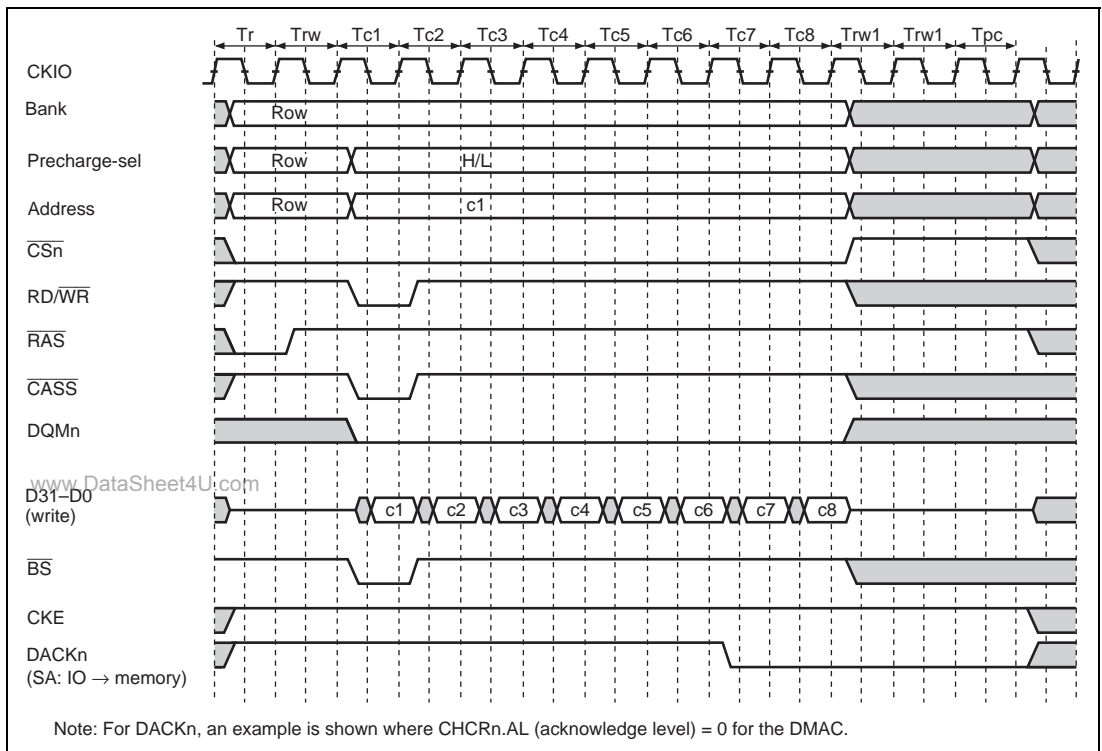 Tr Trw Tc1 Tc2 Tc3 Tc4 Tc5 Tc6 Tc7 Tc8 Trw1 Trw1 Tpc
CKIO
Bank Row
Precharge-sel Row H/L
Address Row c1
CSn
RD/WR
RAS
CASS
DQMn
www.DataSheet4U.com
D31–D0
(write) c1 c2 c3 c4 c5 c6 c7 c8
BS
CKE
DACKn
(SA: IO → memory)
Note: For DACKn, an example is shown where CHCRn.AL (acknowledge level) = 0 for the DMAC.